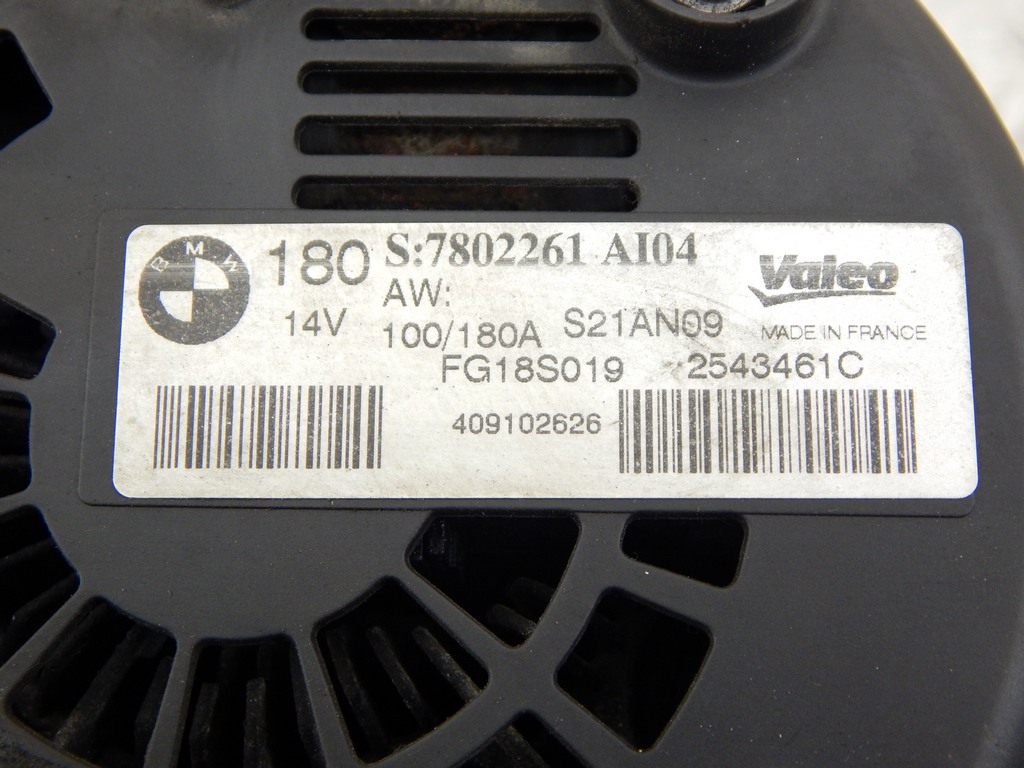 BMW
180 S:7802261 AI04
AW:
Valeo
14V 100/180A S21AN09 MADE IN FRANCE
FG18S019 2543461C
409102626